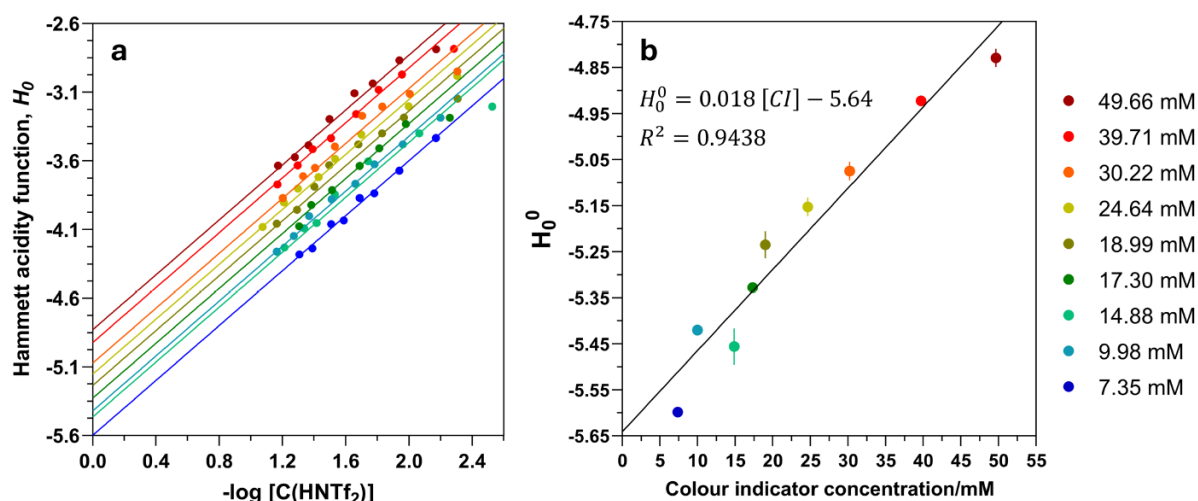 a
Hammett acidity function, H₀
-2.6
-3.1
-3.6
-4.1
-4.6
-5.1
-5.6
0.0 0.4 0.8 1.2 1.6 2.0 2.4
-log [C(HNTf₂)]
b
H₀⁰
H₀⁰ = 0.018 [CI] − 5.64
R² = 0.9438
-4.75
-4.85
-4.95
-5.05
-5.15
-5.25
-5.35
-5.45
-5.55
-5.65
0 5 10 15 20 25 30 35 40 45 50 55
Colour indicator concentration/mM
49.66 mM
39.71 mM
30.22 mM
24.64 mM
18.99 mM
17.30 mM
14.88 mM
9.98 mM
7.35 mM